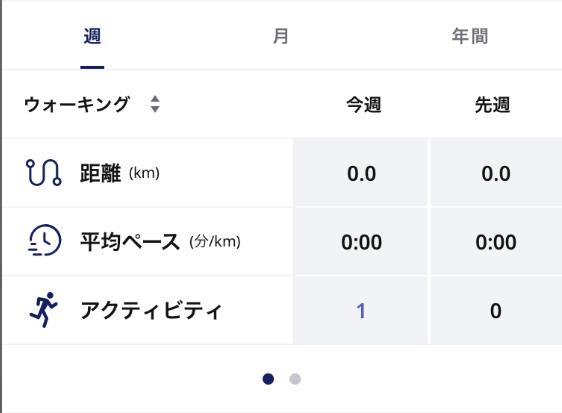 週 月 年間
ウォーキング 今週 先週
距離 (km) 0.0 0.0
平均ペース (分/km) 0:00 0:00
アクティビティ 1 0